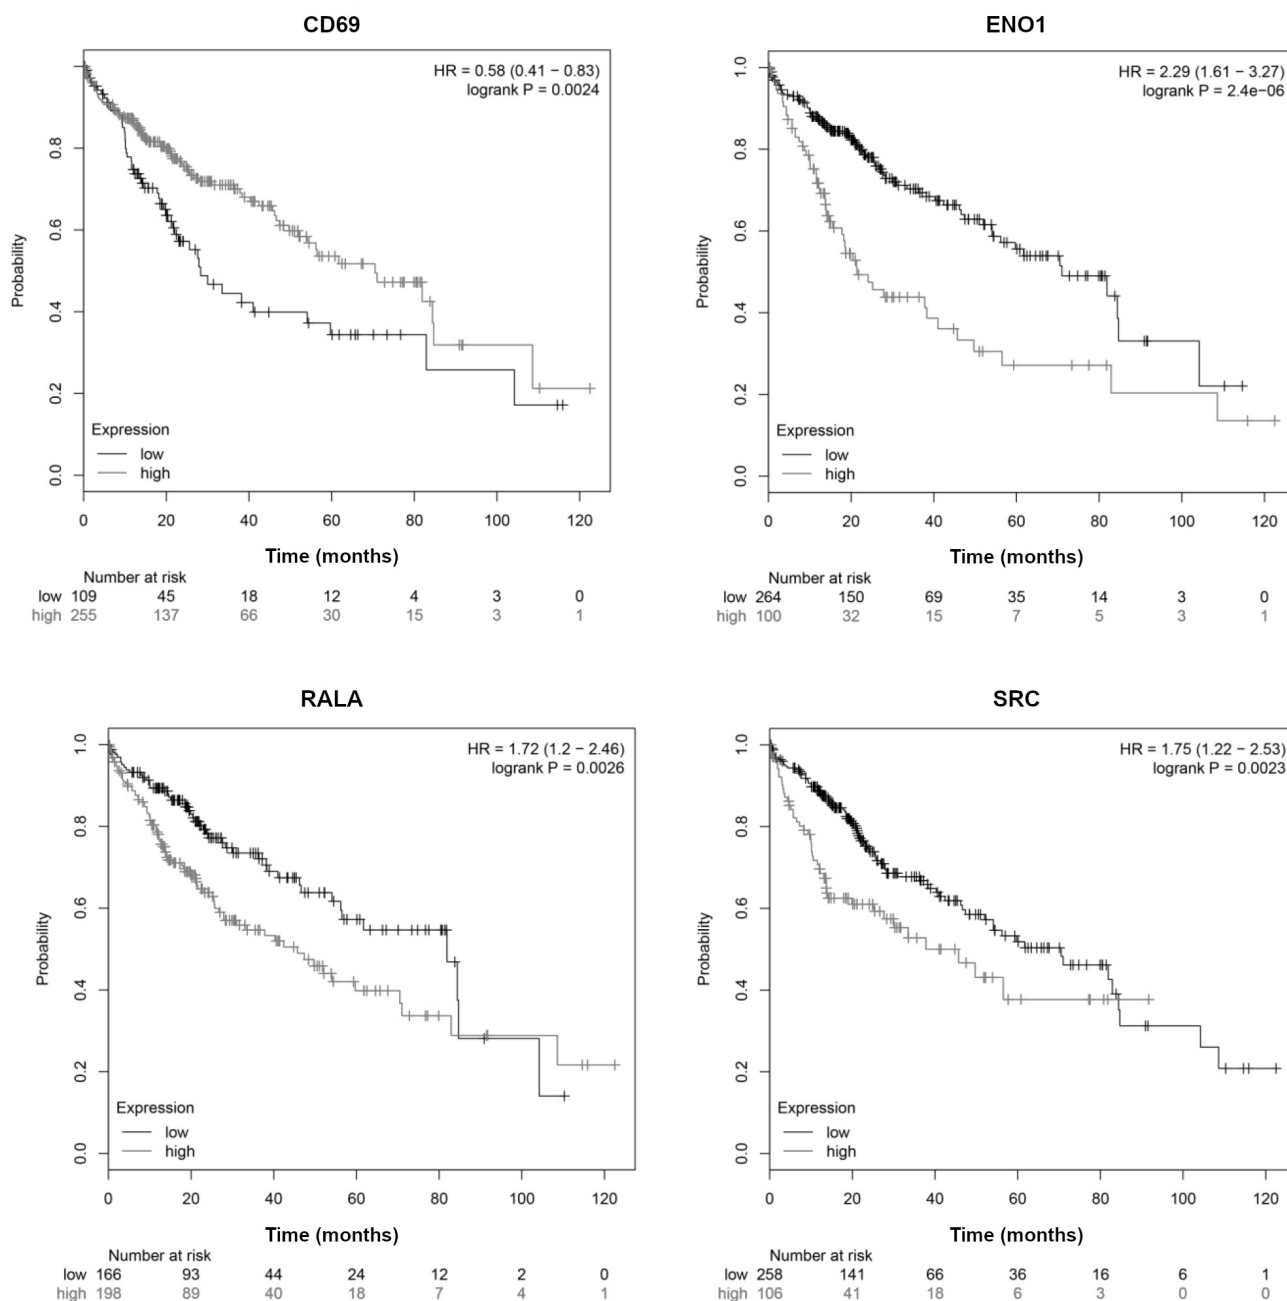 CD69
HR = 0.58 (0.41 − 0.83)
logrank P = 0.0024
Probability
0.0 0.2 0.4 0.6 0.8
Expression
low
high
0 20 40 60 80 100 120
Time (months)
Number at risk
low 109 45 18 12 4 3 0
high 255 137 66 30 15 3 1
ENO1
HR = 2.29 (1.61 − 3.27)
logrank P = 2.4e−06
Probability
0.0 0.2 0.4 0.6 0.8 1.0
Expression
low
high
0 20 40 60 80 100 120
Time (months)
Number at risk
low 264 150 69 35 14 3 0
high 100 32 15 7 5 3 1
RALA
HR = 1.72 (1.2 − 2.46)
logrank P = 0.0026
Probability
0.0 0.2 0.4 0.6 0.8 1.0
Expression
low
high
0 20 40 60 80 100 120
Time (months)
Number at risk
low 166 93 44 24 12 2 0
high 198 89 40 18 7 4 1
SRC
HR = 1.75 (1.22 − 2.53)
logrank P = 0.0023
Probability
0.0 0.2 0.4 0.6 0.8 1.0
Expression
low
high
0 20 40 60 80 100 120
Time (months)
Number at risk
low 258 141 66 36 16 6 1
high 106 41 18 6 3 0 0